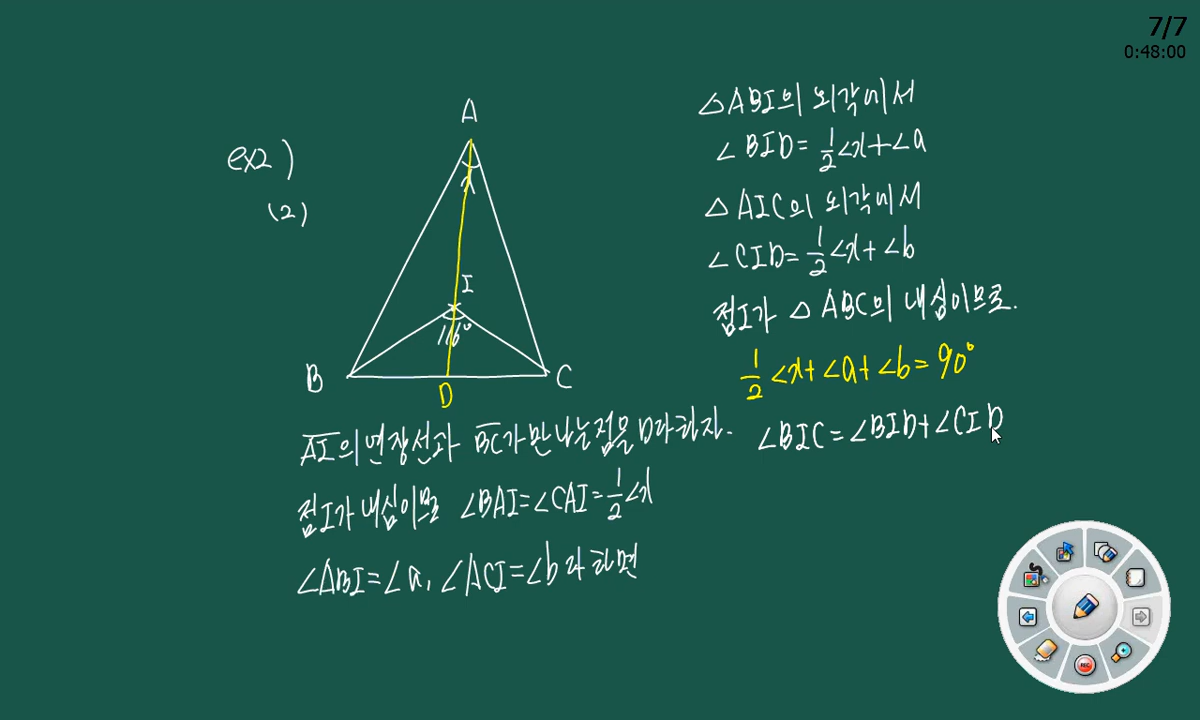 7/7
0:48:00
ex2)
(2)
A
x
I
116°
B
D
C
AI의 연장선과 BC가 만나는점을 D라 하자.
점I가 내심이므로 ∠BAI=∠CAI=1/2∠x
∠ABI=∠a, ∠ACI=∠b라 하면
△ABI의 외각에서
∠BID=1/2∠x+∠a
△AIC의 외각에서
∠CID=1/2∠x+∠b
점I가 △ABC의 내심이므로.
1/2∠x+∠a+∠b=90°
∠BIC=∠BID+∠CID
REC